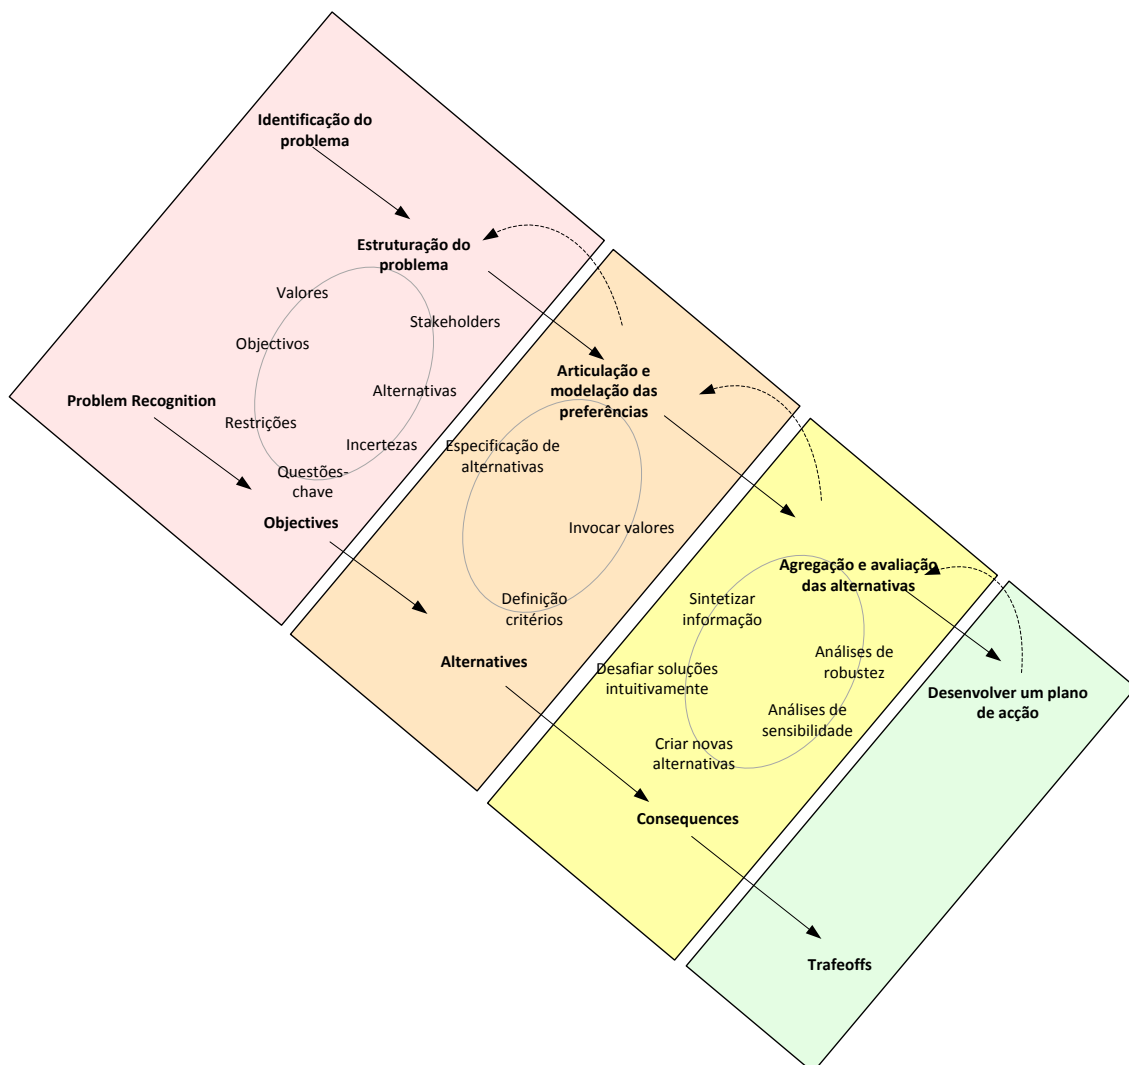 Identificação do
problema
Estruturação do
problema
Valores
Stakeholders
Objectivos
Alternativas
Problem Recognition
Restrições
Incertezas
Questões-
chave
Objectives
Articulação e
modelação das
preferências
Especificação de
alternativas
Invocar valores
Definição
critérios
Alternatives
Agregação e avaliação
das alternativas
Sintetizar
informação
Análises de
robustez
Desafiar soluções
intuitivamente
Análises de
sensibilidade
Criar novas
alternativas
Consequences
Desenvolver um plano
de acção
Trafeoffs